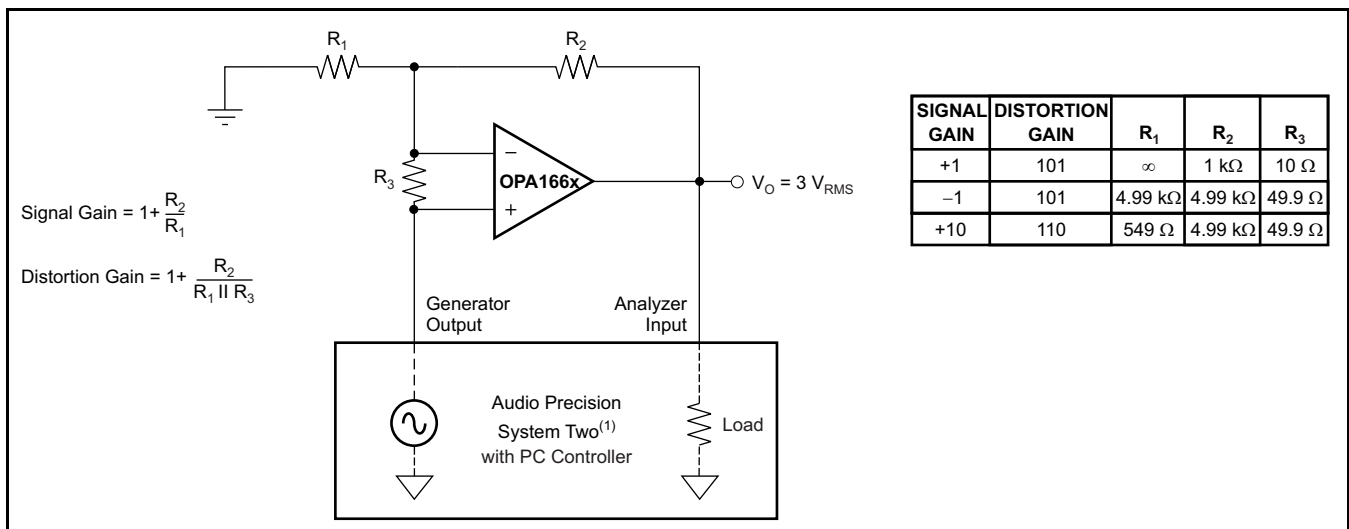 R1
R2
R3
−
+
OPA166x
VO = 3 VRMS
Signal Gain = 1+ R2/R1
Distortion Gain = 1+ R2/(R1 II R3)
Generator Output
Analyzer Input
Audio Precision
System Two(1)
with PC Controller
Load
SIGNAL GAIN DISTORTION GAIN R1 R2 R3
+1 101 ∞ 1 kΩ 10 Ω
−1 101 4.99 kΩ 4.99 kΩ 49.9 Ω
+10 110 549 Ω 4.99 kΩ 49.9 Ω